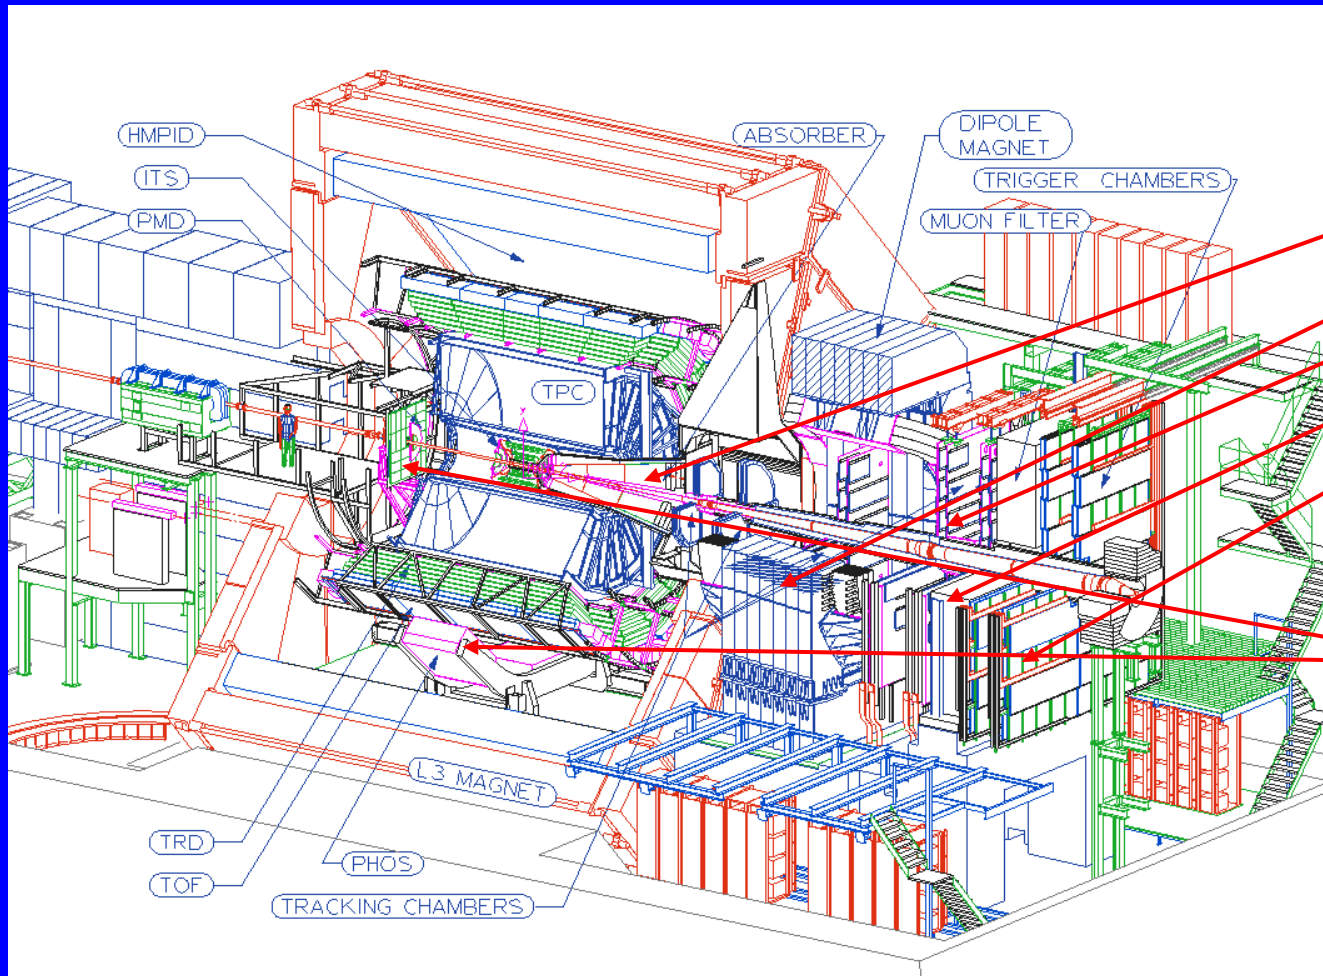 HMPID
ITS
PMD
ABSORBER
DIPOLE
MAGNET
TRIGGER CHAMBERS
MUON FILTER
TPC
L3 MAGNET
TRD
TOF
PHOS
TRACKING CHAMBERS